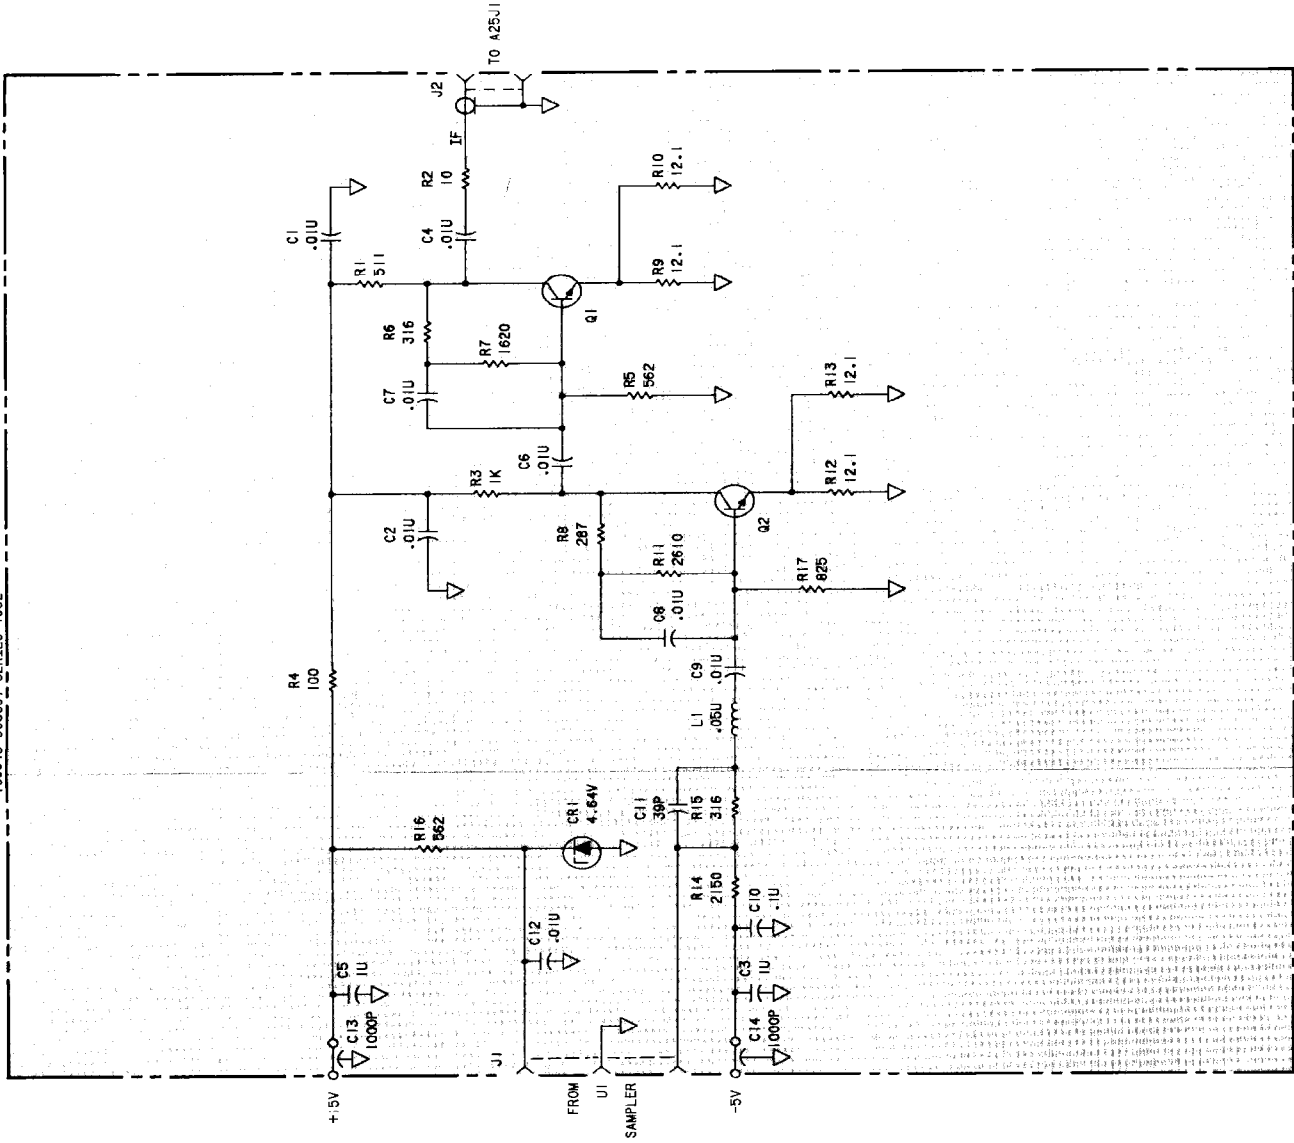 TO A25J1
J2
IF
R2
10
C4
.01U
C1
.01U
R1
511
R10
12.1
R9
12.1
Q1
R6
316
R7
1620
C7
.01U
R5
562
R13
12.1
R12
12.1
C6
.01U
R3
1K
C2
.01U
R8
287
R11
2610
Q2
R17
825
C8
.01U
C9
.01U
L1
.05U
R4
100
R16
562
CR1
4.64V
C11
39P
R15
316
R14
2150
C10
.1U
C12
.01U
C5
1U
C3
1U
C13
1000P
C14
1000P
J1
+15V
FROM
U1
SAMPLER
-5V